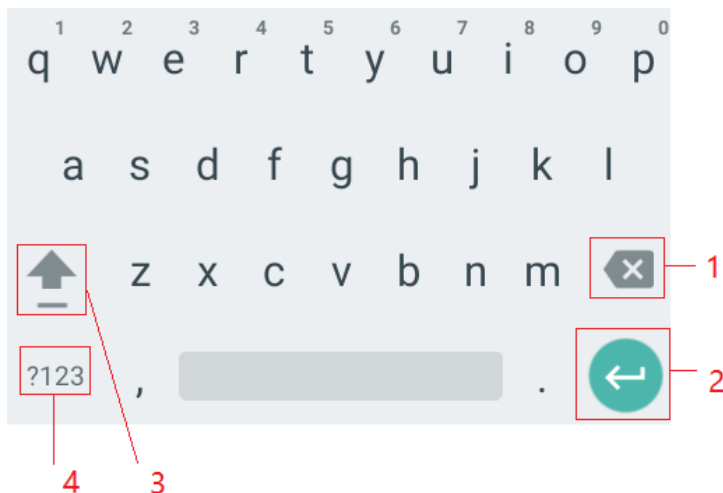 1 2 3 4 5 6 7 8 9 0
q w e r t y u i o p
a s d f g h j k l
z x c v b n m 1
?123 , . 2
4 3